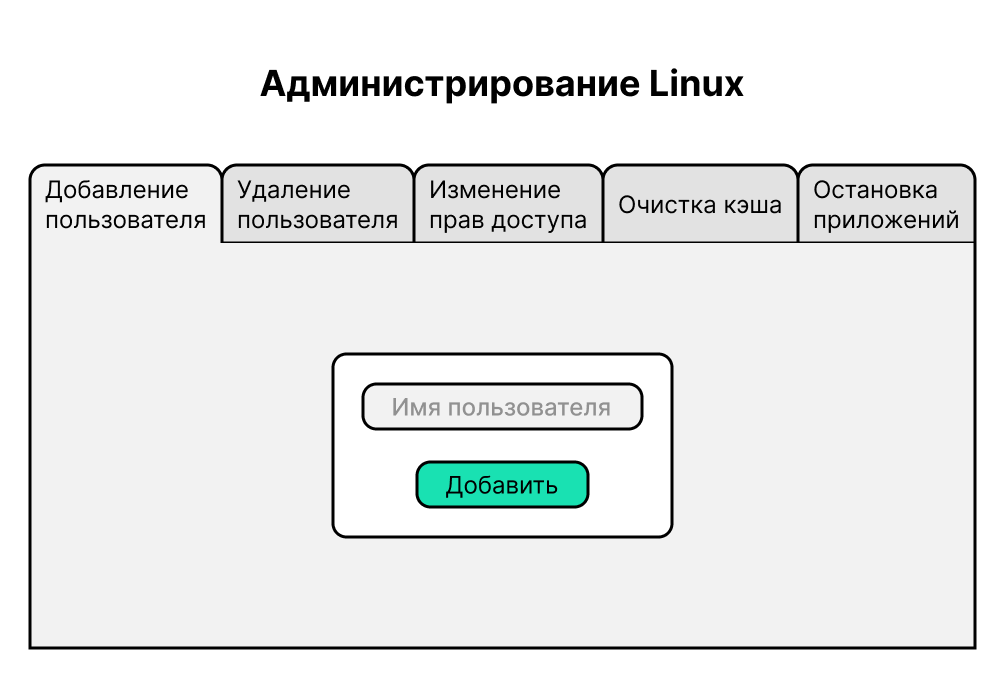 Администрирование Linux
Добавление
пользователя
Удаление
пользователя
Изменение
прав доступа
Очистка кэша
Остановка
приложений
Имя пользователя
Добавить